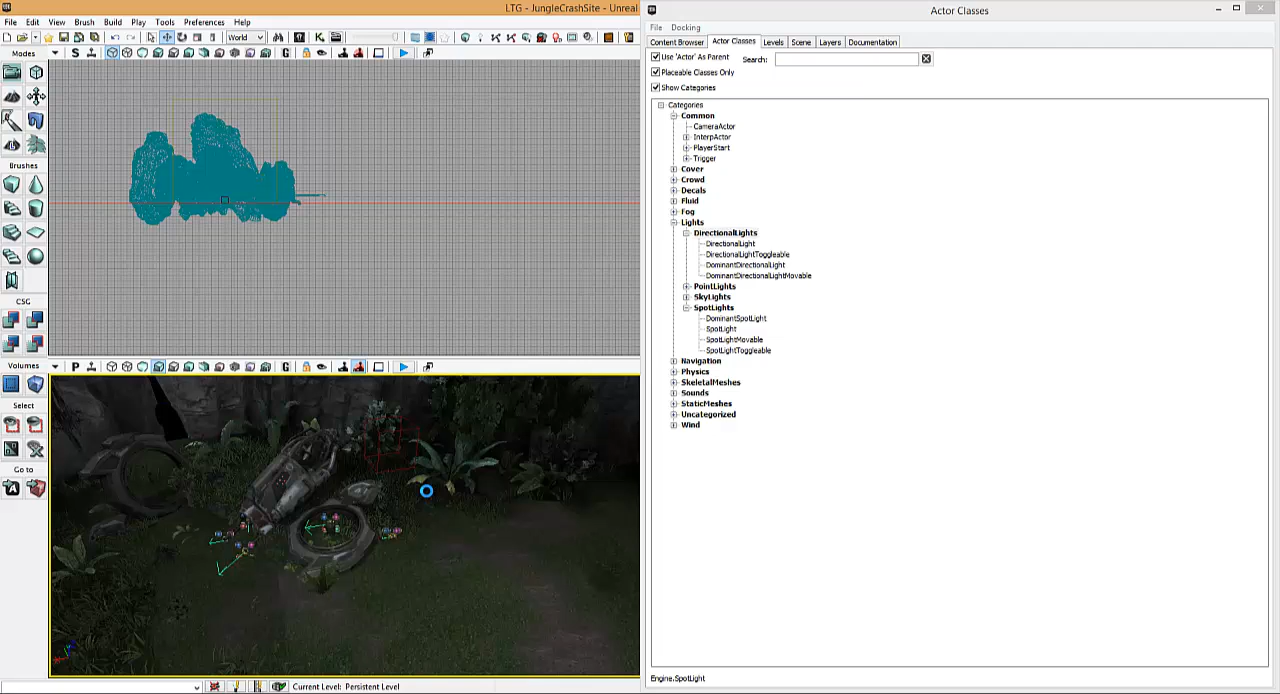 LTG - JungleCrashSite - Unreal
Actor Classes
File Edit View Brush Build Play Tools Preferences Help
File Docking
World
Content Browser Actor Classes Levels Scene Layers Documentation
Modes
S
G
Use 'Actor' As Parent Search:
Placeable Classes Only
Show Categories
Categories
Common
CameraActor
InterpActor
PlayerStart
Trigger
Brushes
Cover
Crowd
Decals
Fluid
Fog
Lights
DirectionalLights
DirectionalLight
DirectionalLightToggleable
DominantDirectionalLight
DominantDirectionalLightMovable
PointLights
SkyLights
CSG
SpotLights
DominantSpotLight
SpotLight
SpotLightMovable
SpotLightToggleable
Volumes
P
G
Navigation
Physics
SkeletalMeshes
Sounds
StaticMeshes
Uncategorized
Wind
Select
Go to
Engine.SpotLight
Current Level: Persistent Level